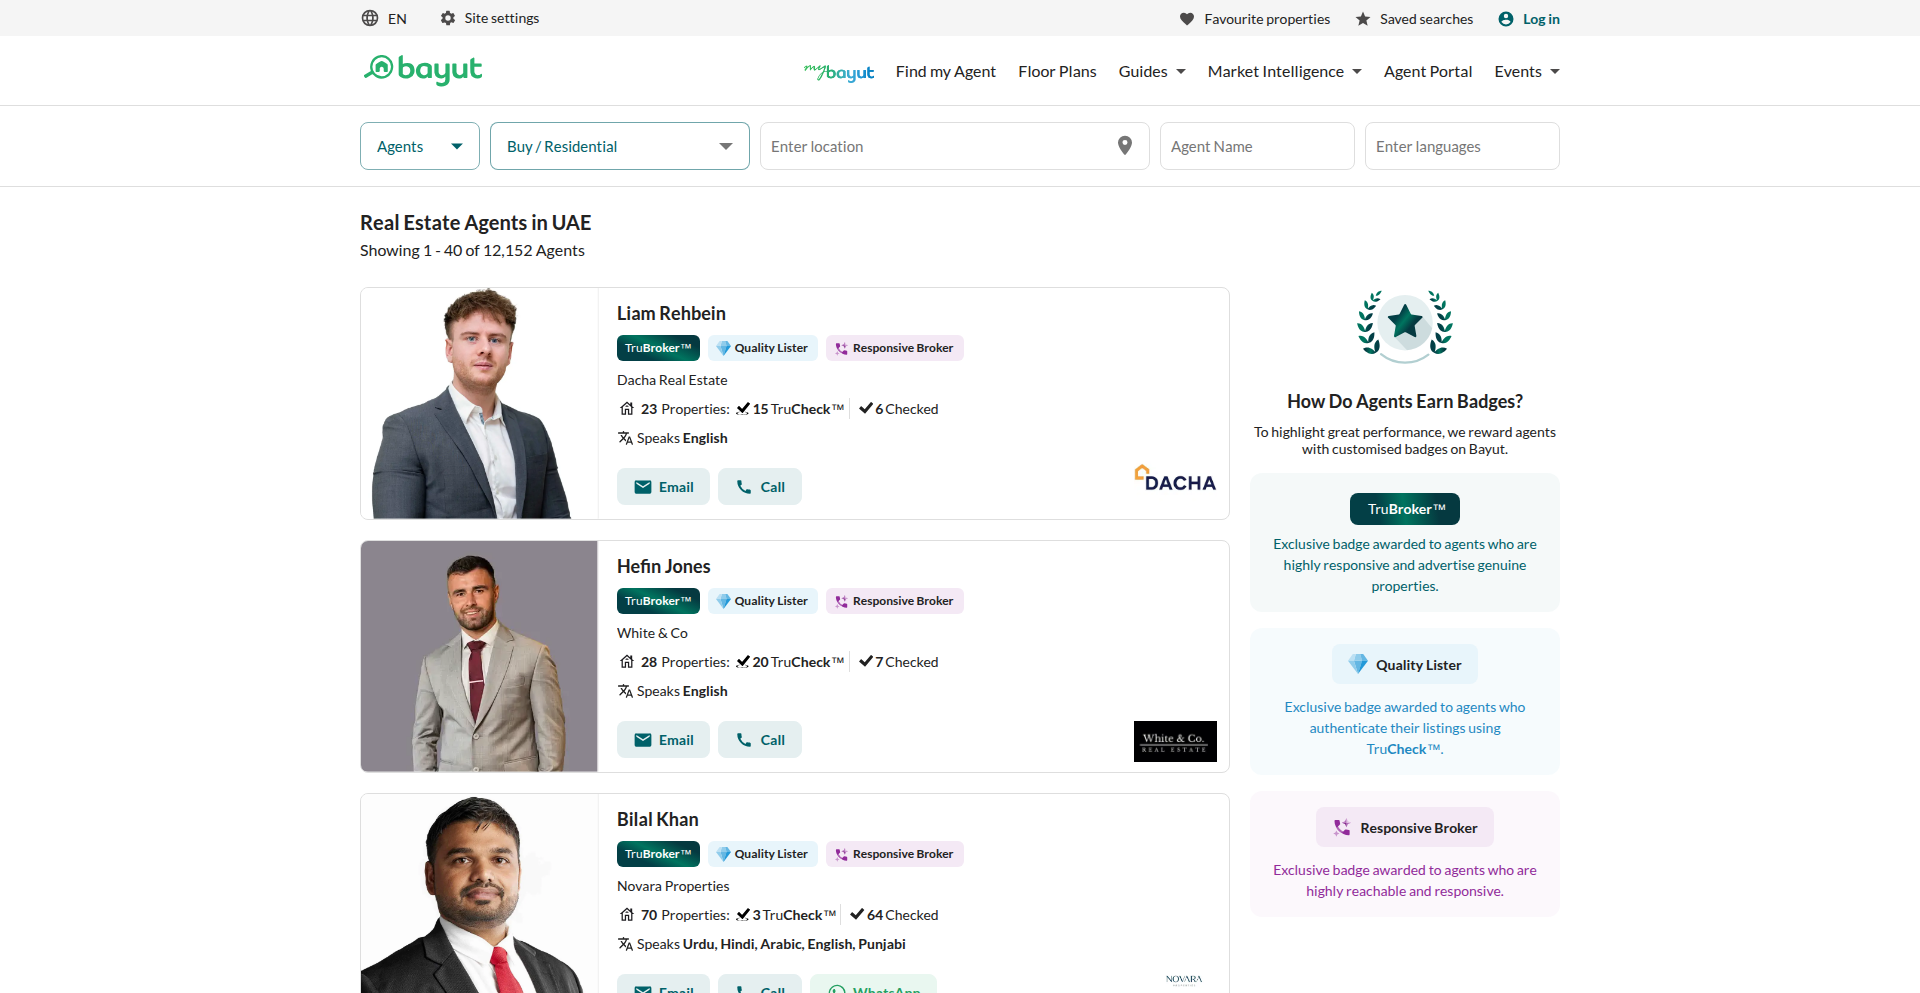 EN
Site settings
Favourite properties
Saved searches
Log in
bayut
mybayut
Find my Agent
Floor Plans
Guides
Market Intelligence
Agent Portal
Events
Agents
Buy / Residential
Enter location
Agent Name
Enter languages
Real Estate Agents in UAE
Showing 1 - 40 of 12,152 Agents
Liam Rehbein
TruBroker™
Quality Lister
Responsive Broker
Dacha Real Estate
23 Properties: 15 TruCheck™ 6 Checked
Speaks English
Email
Call
DACHA
Hefin Jones
TruBroker™
Quality Lister
Responsive Broker
White & Co
28 Properties: 20 TruCheck™ 7 Checked
Speaks English
Email
Call
White & Co.
REAL ESTATE
Bilal Khan
TruBroker™
Quality Lister
Responsive Broker
Novara Properties
70 Properties: 3 TruCheck™ 64 Checked
Speaks Urdu, Hindi, Arabic, English, Punjabi
Email
Call
WhatsApp
NOVARA
How Do Agents Earn Badges?
To highlight great performance, we reward agents
with customised badges on Bayut.
TruBroker™
Exclusive badge awarded to agents who are
highly responsive and advertise genuine
properties.
Quality Lister
Exclusive badge awarded to agents who
authenticate their listings using
TruCheck™.
Responsive Broker
Exclusive badge awarded to agents who are
highly reachable and responsive.